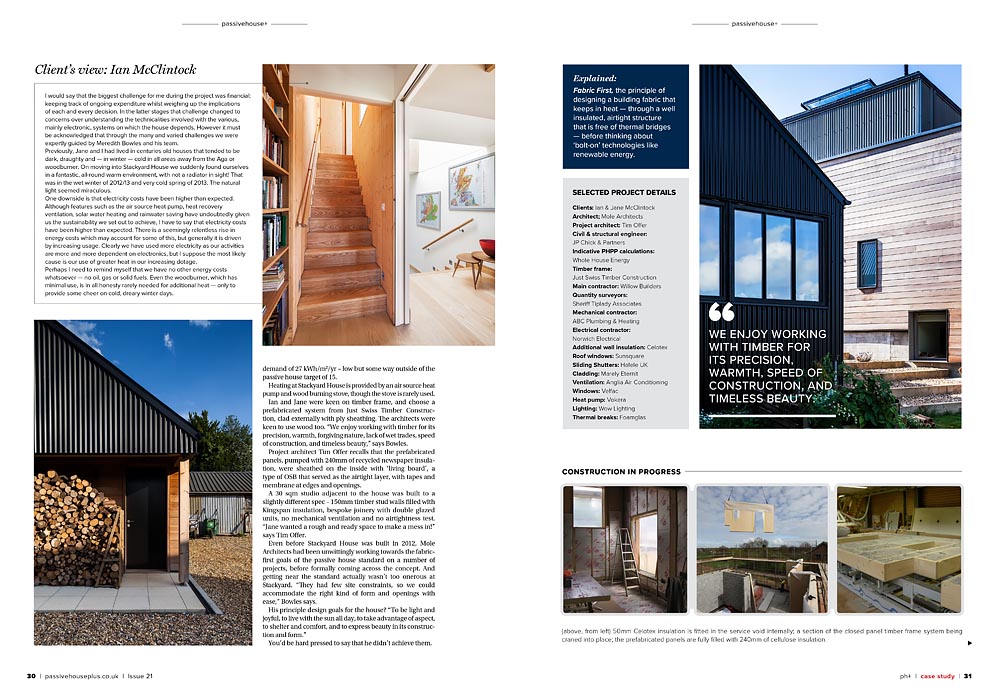 passivehouse+
Client's view: Ian McClintock
I would say that the biggest challenge for me during the project was financial;
keeping track of ongoing expenditure whilst weighing up the implications
of each and every decision. In the latter stages that challenge changed to
concerns over understanding the technicalities involved with the various,
mainly electronic, systems on which the house depends. However it must
be acknowledged that through the many and varied challenges we were
expertly guided by Meredith Bowles and his team.
Previously, Jane and I had lived in centuries old houses that tended to be
dark, draughty and — in winter — cold in all areas away from the Aga or
woodburner. On moving into Stackyard House we suddenly found ourselves
in a fantastic, all-round warm environment, with not a radiator in sight! That
was in the wet winter of 2012/13 and very cold spring of 2013. The natural
light seemed miraculous.
One downside is that electricity costs have been higher than expected.
Although features such as the air source heat pump, heat recovery
ventilation, solar water heating and rainwater saving have undoubtedly given
us the sustainability we set out to achieve, I have to say that electricity costs
have been higher than expected. There is a seemingly relentless rise in
energy costs which may account for some of this, but generally it is driven
by increasing usage. Clearly we have used more electricity as our activities
are more and more dependent on electronics, but I suppose the most likely
cause is our use of greater heat in our increasing dotage.
Perhaps I need to remind myself that we have no other energy costs
whatsoever — no oil, gas or solid fuels. Even the woodburner, which has
minimal use, is in all honesty rarely needed for additional heat — only to
provide some cheer on cold, dreary winter days.
demand of 27 kWh/m²/yr – low but some way outside of the
passive house target of 15.
Heating at Stackyard House is provided by an air source heat
pump and wood burning stove, though the stove is rarely used.
Ian and Jane were keen on timber frame, and choose a
prefabricated system from Just Swiss Timber Construc-
tion, clad externally with ply sheathing. The architects were
keen to use wood too. "We enjoy working with timber for its
precision, warmth, forgiving nature, lack of wet trades, speed
of construction, and timeless beauty," says Bowles.
Project architect Tim Offer recalls that the prefabricated
panels, pumped with 240mm of recycled newspaper insula-
tion, were sheathed on the inside with 'living board', a
type of OSB that served as the airtight layer, with tapes and
membrane at edges and openings.
A 30 sqm studio adjacent to the house was built to a
slightly different spec – 150mm timber stud walls filled with
Kingspan insulation, bespoke joinery with double glazed
units, no mechanical ventilation and no airtightness test.
"Jane wanted a rough and ready space to make a mess in!"
says Tim Offer.
Even before Stackyard House was built in 2012, Mole
Architects had been unwittingly working towards the fabric-
first goals of the passive house standard on a number of
projects, before formally coming across the concept. And
getting near the standard actually wasn't too onerous at
Stackyard. "They had few site constraints, so we could
accommodate the right kind of form and openings with
ease," Bowles says.
His principle design goals for the house? "To be light and
joyful, to live with the sun all day, to take advantage of aspect,
to shelter and comfort, and to express beauty in its construc-
tion and form."
You'd be hard pressed to say that he didn't achieve them.
30 | passivehouseplus.co.uk | Issue 21
passivehouse+
Explained:
Fabric First, the principle of
designing a building fabric that
keeps in heat — through a well
insulated, airtight structure
that is free of thermal bridges
— before thinking about
'bolt-on' technologies like
renewable energy.
SELECTED PROJECT DETAILS
Clients: Ian & Jane McClintock
Architect: Mole Architects
Project architect: Tim Offer
Civil & structural engineer:
JP Chick & Partners
Indicative PHPP calculations:
Whole House Energy
Timber frame:
Just Swiss Timber Construction
Main contractor: Willow Builders
Quantity surveyors:
Sheriff Tiplady Associates
Mechanical contractor:
ABC Plumbing & Heating
Electrical contractor:
Norwich Electrical
Additional wall insulation: Celotex
Roof windows: Sunsquare
Sliding Shutters: Hafele UK
Cladding: Marely Eternit
Ventilation: Anglia Air Conditioning
Windows: Velfac
Heat pump: Vokera
Lighting: Wow Lighting
Thermal breaks: Foamglas
“
WE ENJOY WORKING
WITH TIMBER FOR
ITS PRECISION,
WARMTH, SPEED OF
CONSTRUCTION, AND
TIMELESS BEAUTY
CONSTRUCTION IN PROGRESS
(above, from left) 50mm Celotex insulation is fitted in the service void internally; a section of the closed panel timber frame system being
craned into place; the prefabricated panels are fully filled with 240mm of cellulose insulation.
ph+ | case study | 31